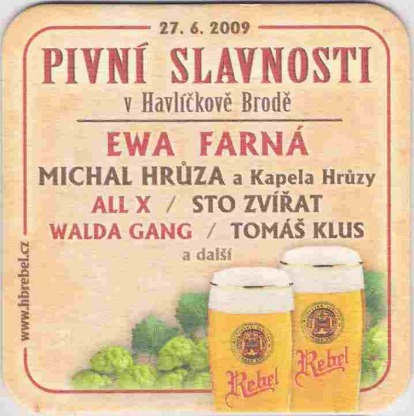 27. 6. 2009
PIVNÍ SLAVNOSTI
v Havlíčkově Brodě
EWA FARNÁ
MICHAL HRŮZA a Kapela Hrůzy
ALL X / STO ZVÍŘAT
WALDA GANG / TOMÁŠ KLUS
a další
www.hbrebel.cz
Rebel
Rebel